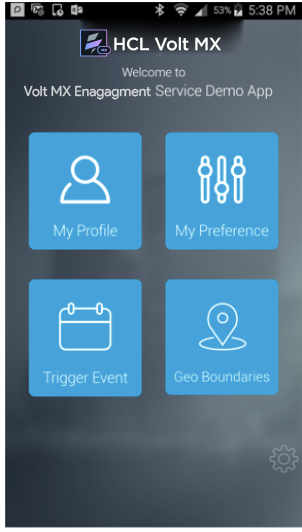 53% 5:38 PM
HCL Volt MX
Welcome to
Volt MX Enagagment Service Demo App
My Profile
My Preference
Trigger Event
Geo Boundaries